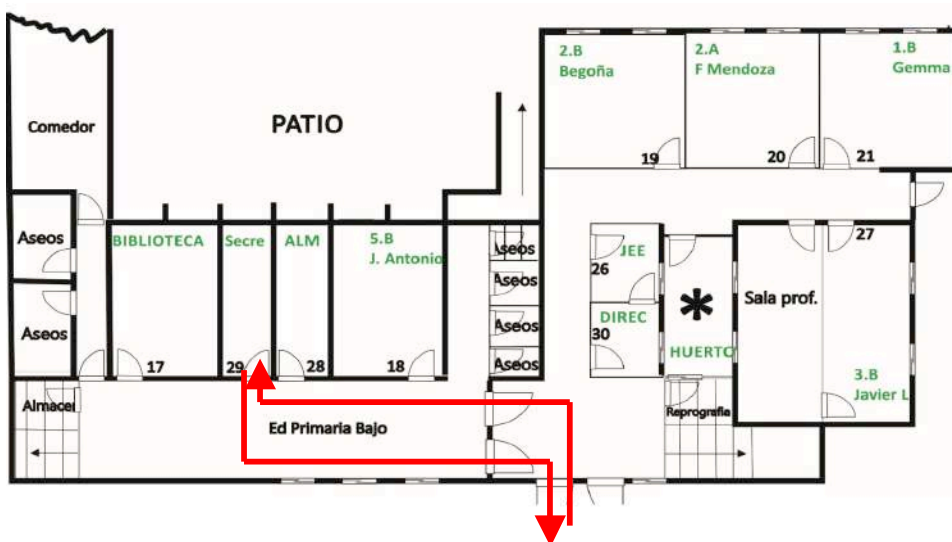 2.B
Begoña
2.A
F Mendoza
1.B
Gemma
Comedor
PATIO
19
20
21
Aseos
BIBLIOTECA
Secre
ALM
5.B
J. Antonio
Aseos
JEE
27
26
Aseos
Sala prof.
*
DIREC
30
Aseos
Aseos
HUERTO
Aseos
17
29
28
18
3.B
Javier L
Almacen
Reprografia
Ed Primaria Bajo